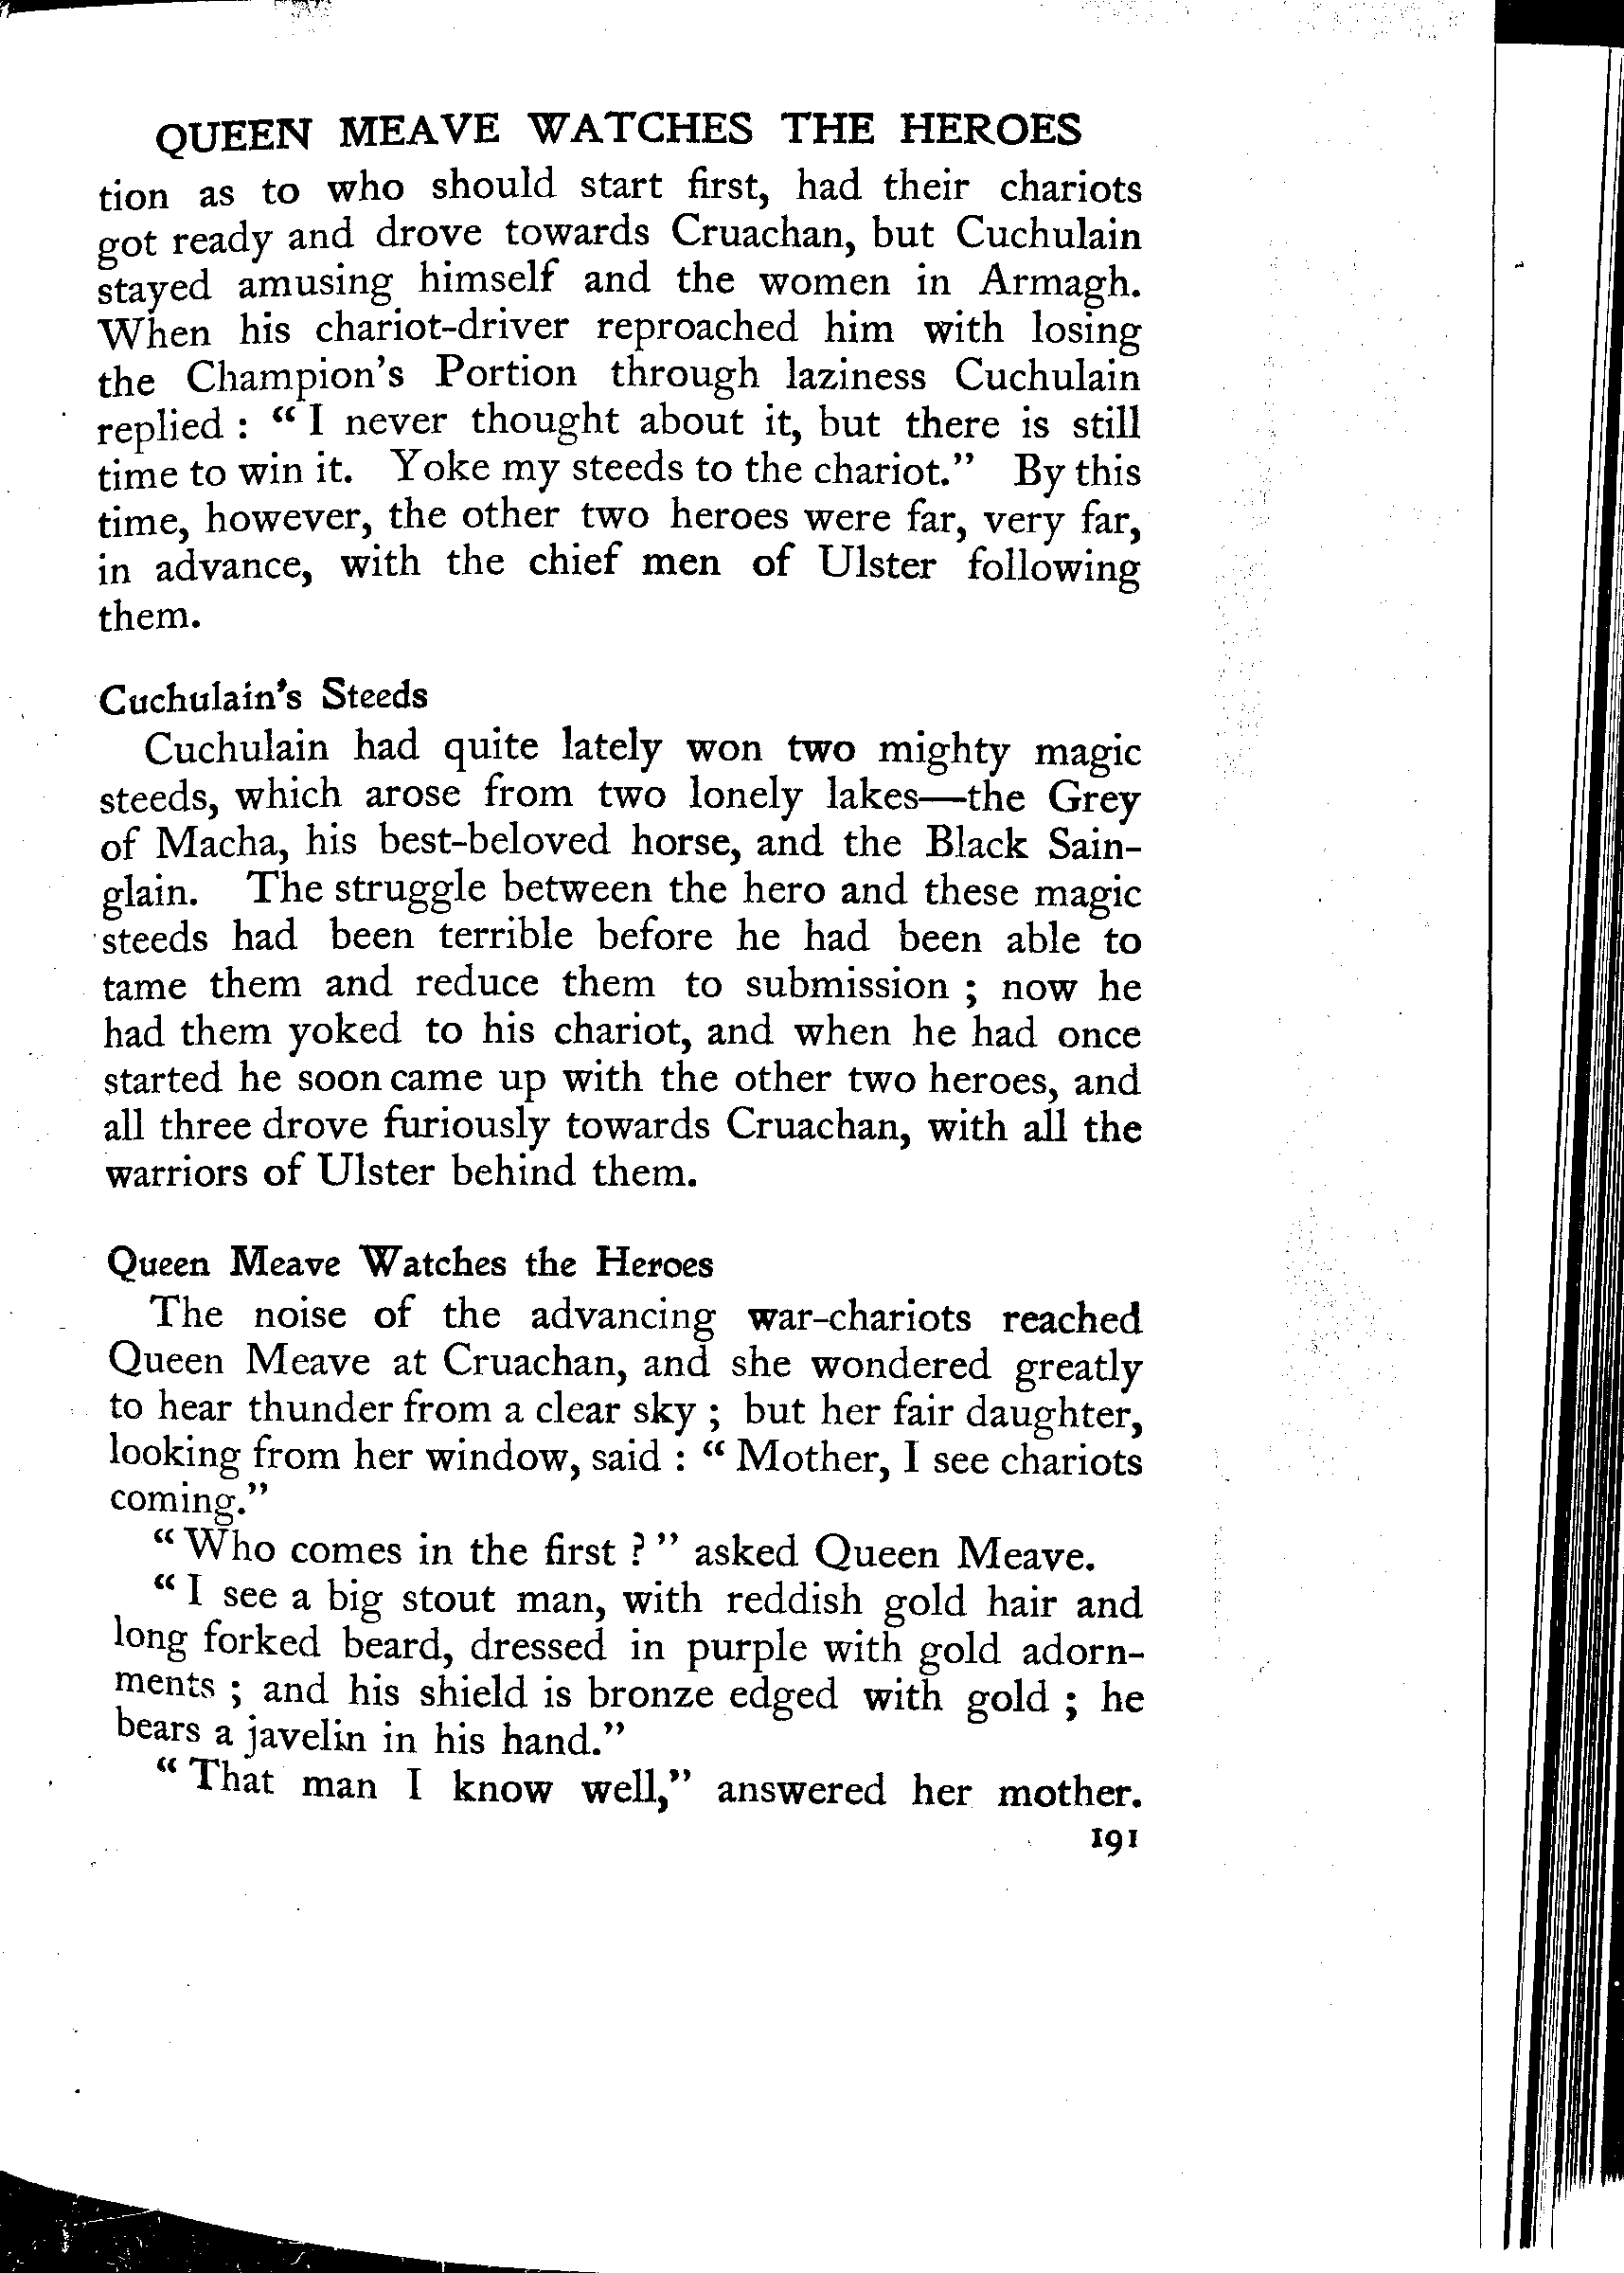 QUEEN MEAVE WATCHES THE HEROES
tion as to who should start first, had their chariots
got ready and drove towards Cruachan, but Cuchulain
stayed amusing himself and the women in Armagh.
When his chariot-driver reproached him with losing
the Champion's Portion through laziness Cuchulain
replied : “ I never thought about it, but there is still
time to win it. Yoke my steeds to the chariot.” By this
time, however, the other two heroes were far, very far,
in advance, with the chief men of Ulster following
them.
Cuchulain's Steeds
Cuchulain had quite lately won two mighty magic
steeds, which arose from two lonely lakes—the Grey
of Macha, his best-beloved horse, and the Black Sain-
glain. The struggle between the hero and these magic
steeds had been terrible before he had been able to
tame them and reduce them to submission ; now he
had them yoked to his chariot, and when he had once
started he soon came up with the other two heroes, and
all three drove furiously towards Cruachan, with all the
warriors of Ulster behind them.
Queen Meave Watches the Heroes
The noise of the advancing war-chariots reached
Queen Meave at Cruachan, and she wondered greatly
to hear thunder from a clear sky ; but her fair daughter,
looking from her window, said : “ Mother, I see chariots
coming.”
“ Who comes in the first ? ” asked Queen Meave.
“ I see a big stout man, with reddish gold hair and
long forked beard, dressed in purple with gold adorn-
ments ; and his shield is bronze edged with gold ; he
bears a javelin in his hand.”
“ That man I know well,” answered her mother.
191